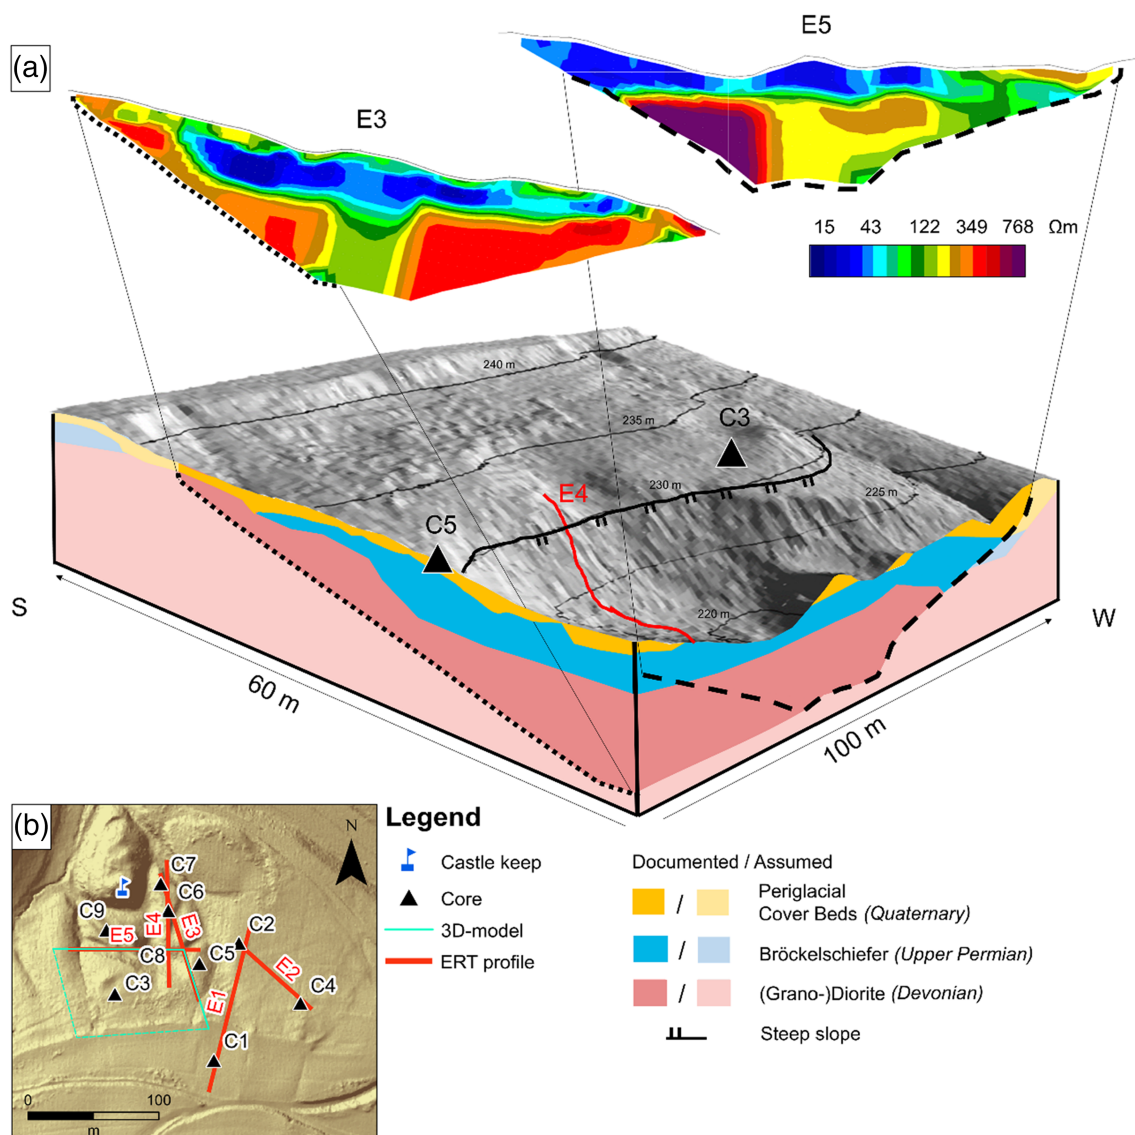 (a)
E5
E3
15 43 122 349 768 Ωm
240 m
235 m
C3
230 m
225 m
E4
C5
220 m
S
W
60 m
100 m
(b)
N
C7
C6
C9
E4
E3
C2
E5
C8
C5
E2
C3
E1
C4
C1
0 100
m
Legend
Castle keep
Core
3D-model
ERT profile
Documented / Assumed
/ Periglacial
Cover Beds (Quaternary)
/ Bröckelschiefer (Upper Permian)
/ (Grano-)Diorite (Devonian)
Steep slope